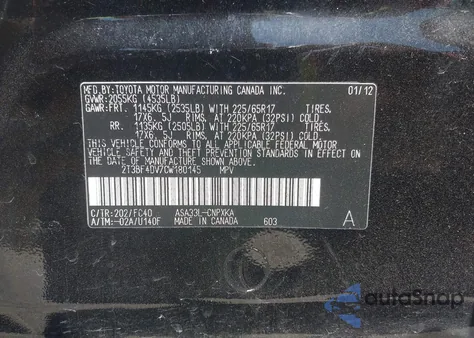 MFD.BY:TOYOTA MOTOR MANUFACTURING CANADA INC. 01/12
GVWR:2055KG (4535LB)
GAWR:FRT. 1145KG (2535LB) WITH 225/65R17 TIRES,
17X6.5J RIMS, AT 220KPA (32PSI) COLD.
RR. 1135KG (2505LB) WITH 225/65R17 TIRES,
17X6.5J RIMS, AT 220KPA (32PSI) COLD.
THIS VEHICLE CONFORMS TO ALL APPLICABLE FEDERAL MOTOR
VEHICLE SAFETY AND BUMPER STANDARDS IN EFFECT ON
THE DATE OF MANUFACTURE SHOWN ABOVE.
2T3BF4DV7CW180145 MPV
C/TR:202/FC40 ASA33L-CNPXKA
A/TM:-02A/U140F MADE IN CANADA 603 A
autoSnap